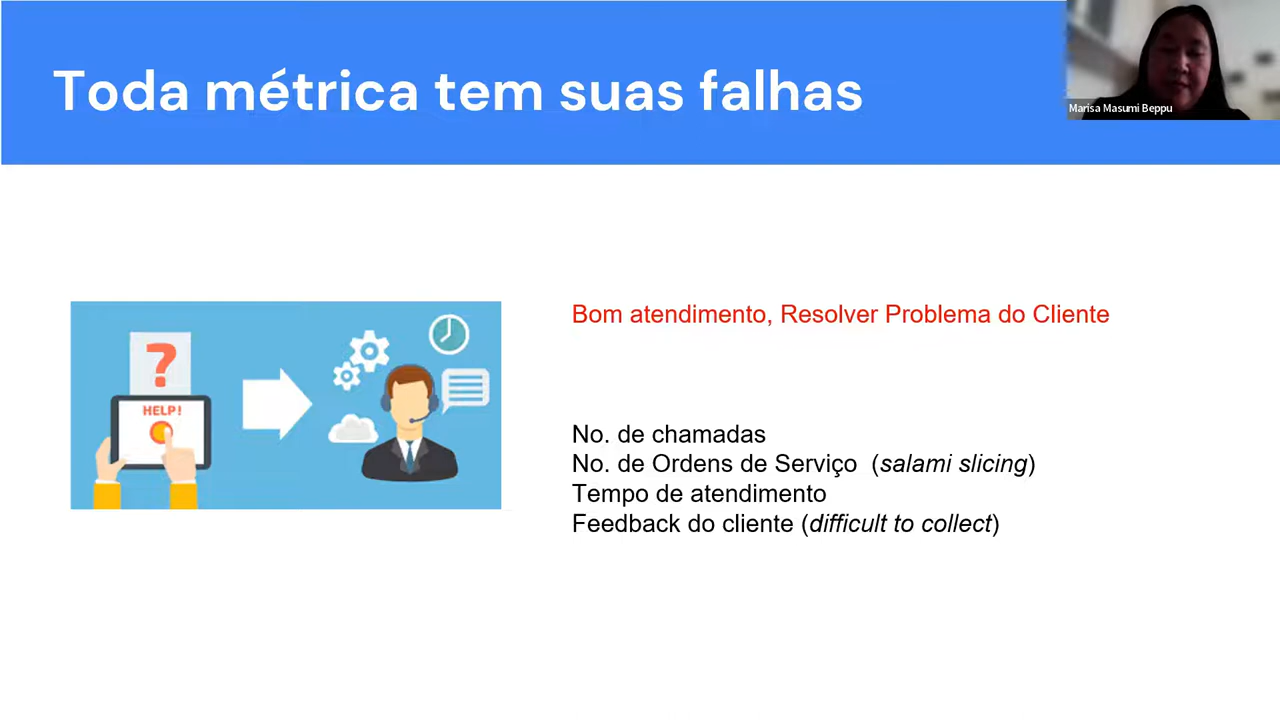 Toda métrica tem suas falhas
Marisa Masumi Beppu
Bom atendimento, Resolver Problema do Cliente
?
HELP!
No. de chamadas
No. de Ordens de Serviço (salami slicing)
Tempo de atendimento
Feedback do cliente (difficult to collect)